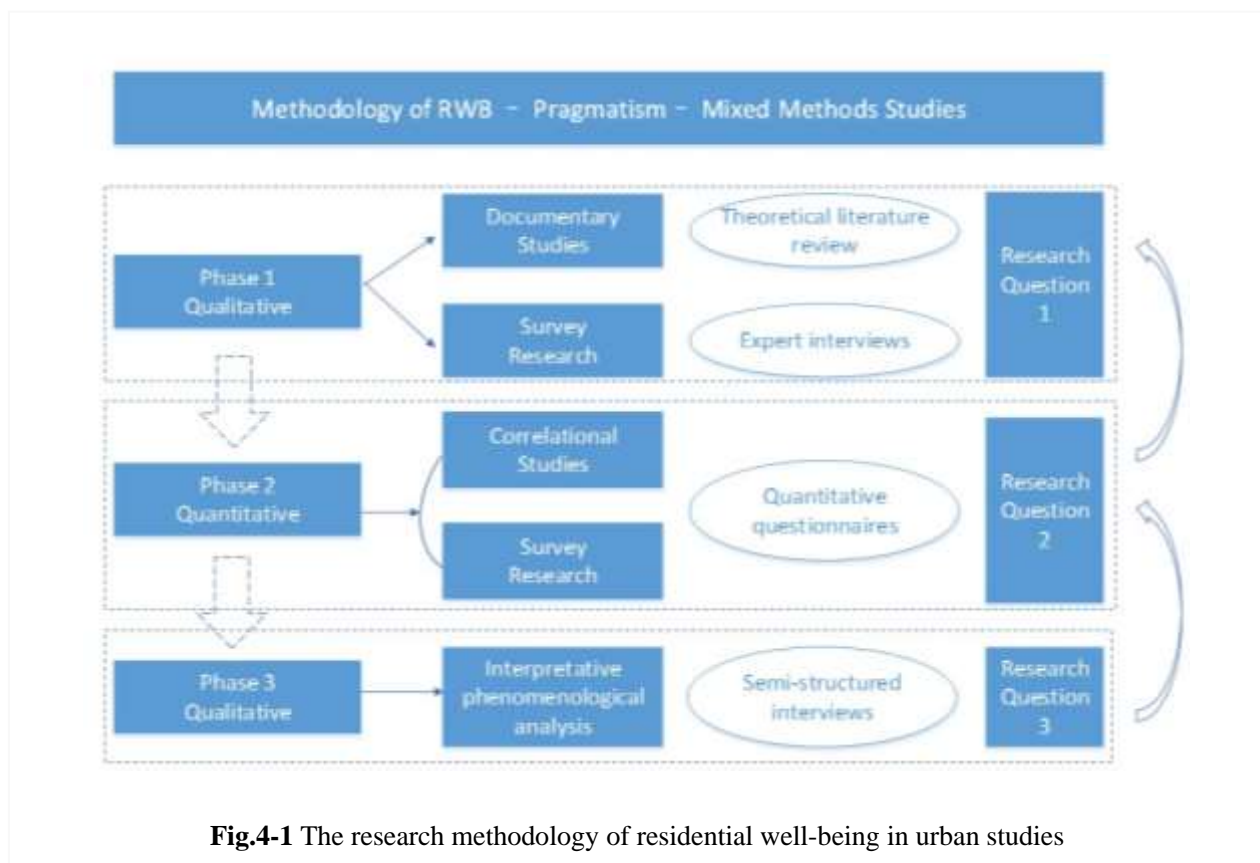 Methodology of RWB – Pragmatism – Mixed Methods Studies
Phase 1
Qualitative
Documentary
Studies
Theoretical literature
review
Survey
Research
Expert interviews
Research
Question
1
Phase 2
Quantitative
Correlational
Studies
Survey
Research
Quantitative
questionnaires
Research
Question
2
Phase 3
Qualitative
Interpretative
phenomenological
analysis
Semi-structured
interviews
Research
Question
3
Fig.4-1 The research methodology of residential well-being in urban studies